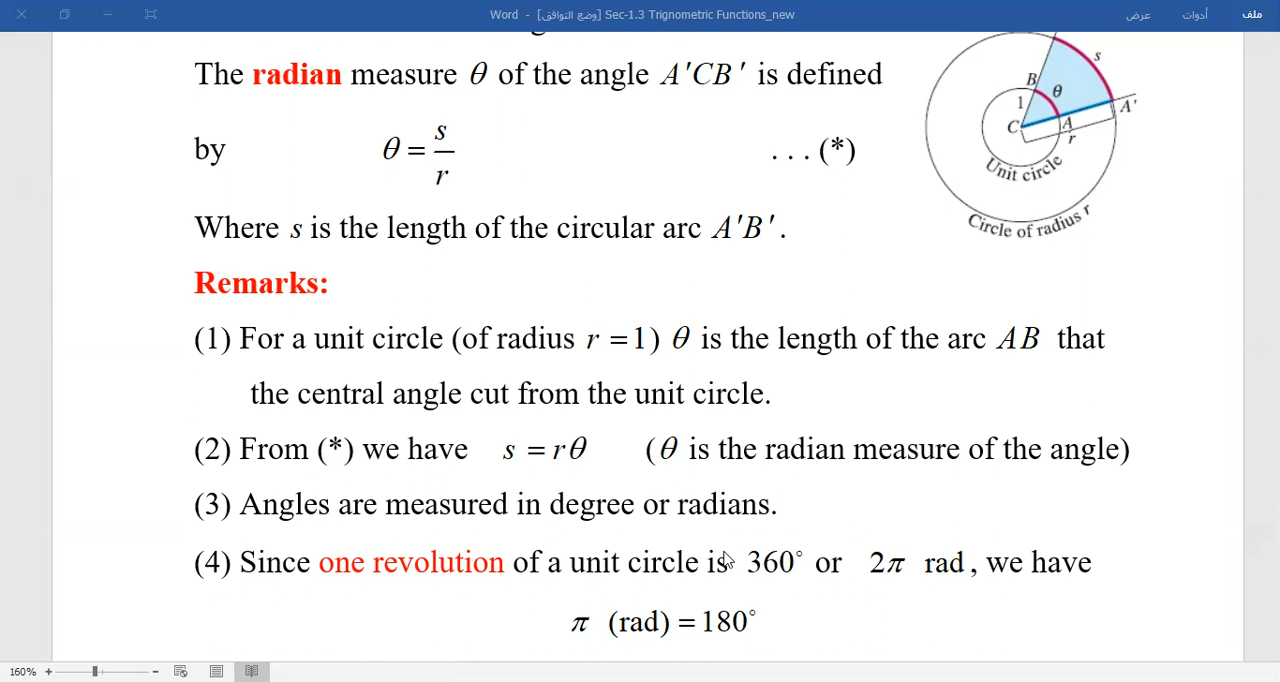 Word - [وضع التوافق] Sec-1.3 Trignometric Functions_new
عرض أدوات ملف
The radian measure θ of the angle A'CB' is defined
by θ = s/r . . . (*)
Where s is the length of the circular arc A'B'.
Remarks:
(1) For a unit circle (of radius r = 1) θ is the length of the arc AB that
the central angle cut from the unit circle.
(2) From (*) we have s = rθ (θ is the radian measure of the angle)
(3) Angles are measured in degree or radians.
(4) Since one revolution of a unit circle is 360° or 2π rad, we have
π (rad) = 180°
s
B
θ
1
A'
C
A
r
Unit circle
Circle of radius r
160%